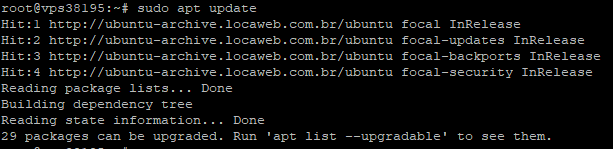 root@vps38195:~# sudo apt update
Hit:1 http://ubuntu-archive.locaweb.com.br/ubuntu focal InRelease
Hit:2 http://ubuntu-archive.locaweb.com.br/ubuntu focal-updates InRelease
Hit:3 http://ubuntu-archive.locaweb.com.br/ubuntu focal-backports InRelease
Hit:4 http://ubuntu-archive.locaweb.com.br/ubuntu focal-security InRelease
Reading package lists... Done
Building dependency tree
Reading state information... Done
29 packages can be upgraded. Run 'apt list --upgradable' to see them.